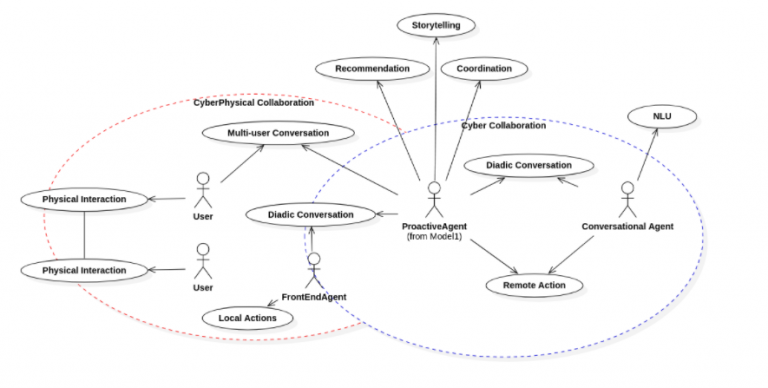 Storytelling
Recommendation
Coordination
CyberPhysical Collaboration
NLU
Multi-user Conversation
Cyber Collaboration
Diadic Conversation
Physical Interaction
User
Diadic Conversation
ProactiveAgent
(from Model1)
Conversational Agent
Physical Interaction
User
FrontEndAgent
Remote Action
Local Actions